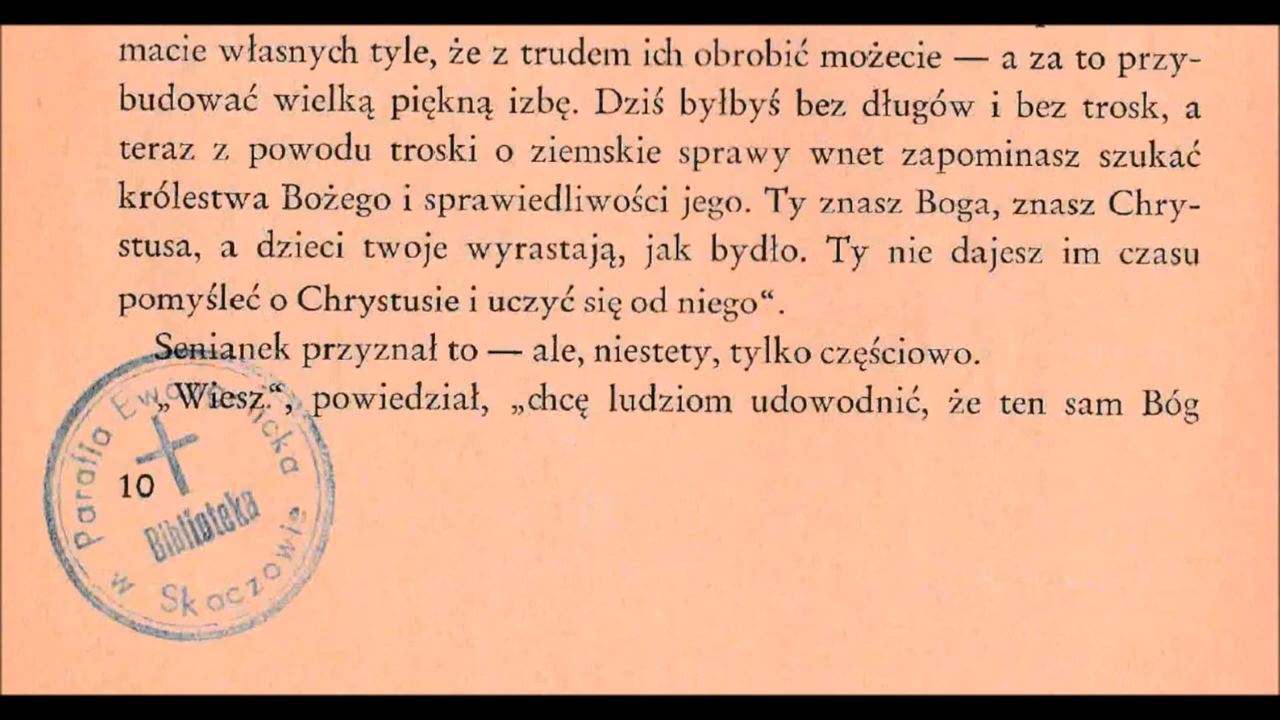 macie własnych tyle, że z trudem ich obrobić możecie — a za to przy-
budować wielką piękną izbę. Dziś byłbyś bez długów i bez trosk, a
teraz z powodu troski o ziemskie sprawy wnet zapominasz szukać
królestwa Bożego i sprawiedliwości jego. Ty znasz Boga, znasz Chry-
stusa, a dzieci twoje wyrastają, jak bydło. Ty nie dajesz im czasu
pomyśleć o Chrystusie i uczyć się od niego“.
Senianek przyznał to — ale, niestety, tylko częściowo.
„Wiesz“, powiedział, „chcę ludziom udowodnić, że ten sam Bóg
10
Parafia Ewangelicka
Biblioteka
w Skoczowie